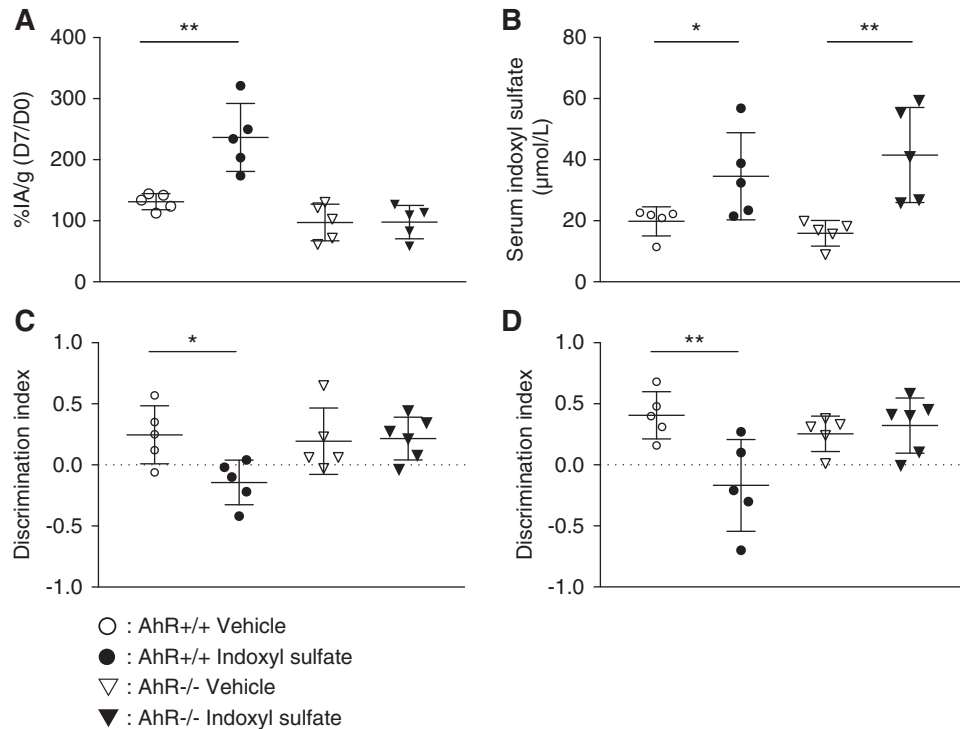 A
400
300
200
100
0
%IA/g (D7/D0)
**
B
80
60
40
20
0
Serum indoxyl sulfate
(µmol/L)
*
**
C
1.0
0.5
0.0
-0.5
-1.0
Discrimination index
*
D
1.0
0.5
0.0
-0.5
-1.0
Discrimination index
**
: AhR+/+ Vehicle
: AhR+/+ Indoxyl sulfate
: AhR-/- Vehicle
: AhR-/- Indoxyl sulfate